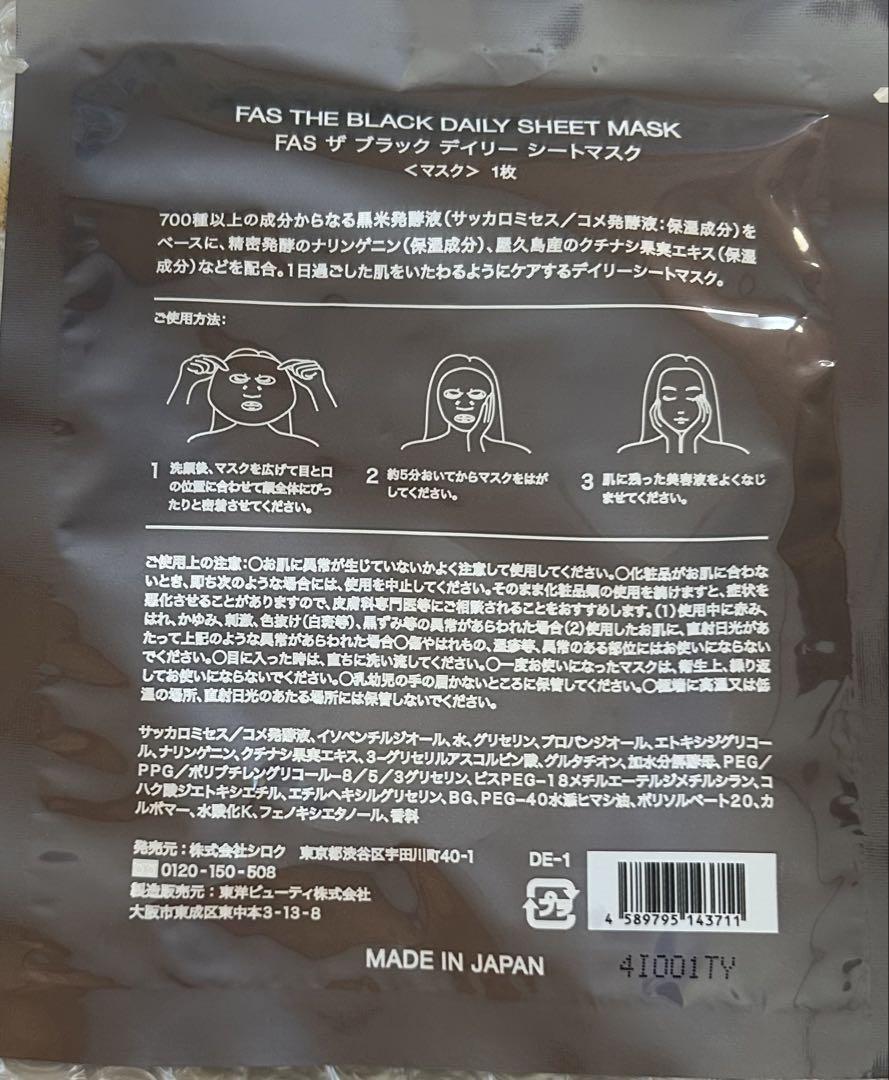 FAS THE BLACK DAILY SHEET MASK
FAS ザ ブラック デイリー シートマスク
＜マスク＞ 1枚
700種以上の成分からなる黒米発酵液（サッカロミセス／コメ発酵液：保湿成分）を
ベースに、精密発酵のナリンゲニン（保湿成分）、屋久島産のクチナシ果実エキス（保湿
成分）などを配合。1日過ごした肌をいたわるようにケアするデイリーシートマスク。
ご使用方法：
1 洗顔後、マスクを広げて目と口
の位置に合わせて顔全体にぴっ
たりと密着させてください。
2 約5分おいてからマスクをはが
してください。
3 肌に残った美容液をよくなじ
ませてください。
ご使用上の注意：○お肌に異常が生じていないかよく注意して使用してください。○化粧品がお肌に合わな
いとき、即ち次のような場合には、使用を中止してください。そのまま化粧品類の使用を続けますと、症状を
悪化させることがありますので、皮膚科専門医等にご相談されることをおすすめします。（1）使用中に赤み、
はれ、かゆみ、刺激、色抜け（白斑等）、黒ずみ等の異常があらわれた場合（2）使用したお肌に、直射日光があ
たって上記のような異常があらわれた場合○傷やはれもの、湿疹等、異常のある部位にはお使いにならない
でください。○目に入った時は、直ちに洗い流してください。○一度お使いになったマスクは、衛生上、繰り返
してお使いにならないでください。○乳幼児の手の届かないところに保管してください。○極端に高温又は低
温の場所、直射日光のあたる場所には保管しないでください。
サッカロミセス／コメ発酵液、イソペンチルジオール、水、グリセリン、プロパンジオール、エトキシジグリコー
ル、ナリンゲニン、クチナシ果実エキス、3-グリセリルアスコルビン酸、グルタチオン、加水分解酵母、PEG／
PPG／ポリブチレングリコール-8／5／3グリセリン、ビスPEG-18メチルエーテルジメチルシラン、コ
ハク酸ジエトキシエチル、エチルヘキシルグリセリン、BG、PEG-40水添ヒマシ油、ポリソルベート20、カ
ルボマー、水酸化K、フェノキシエタノール、香料
発売元：株式会社シロク 東京都渋谷区宇田川町40-1
0120-150-508
製造販売元：東洋ビューティ株式会社
大阪市東成区東中本3-13-8
DE-1
プラ
4 589795 143711
MADE IN JAPAN
4I001TY